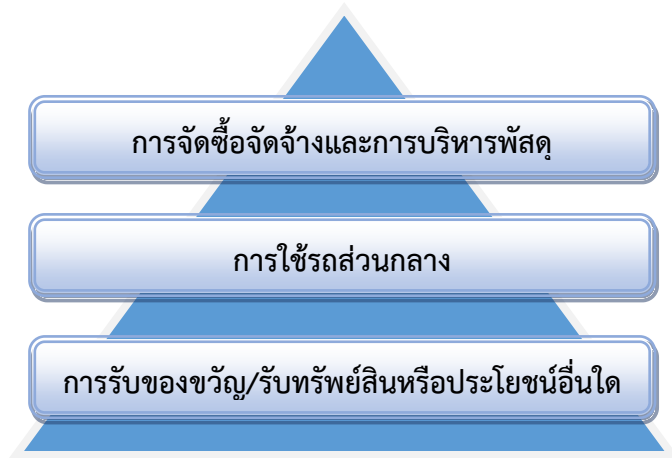 การจัดซื้อจัดจ้างและการบริหารพัสดุ
การใช้รถส่วนกลาง
การรับของขวัญ/รับทรัพย์สินหรือประโยชน์อื่นใด